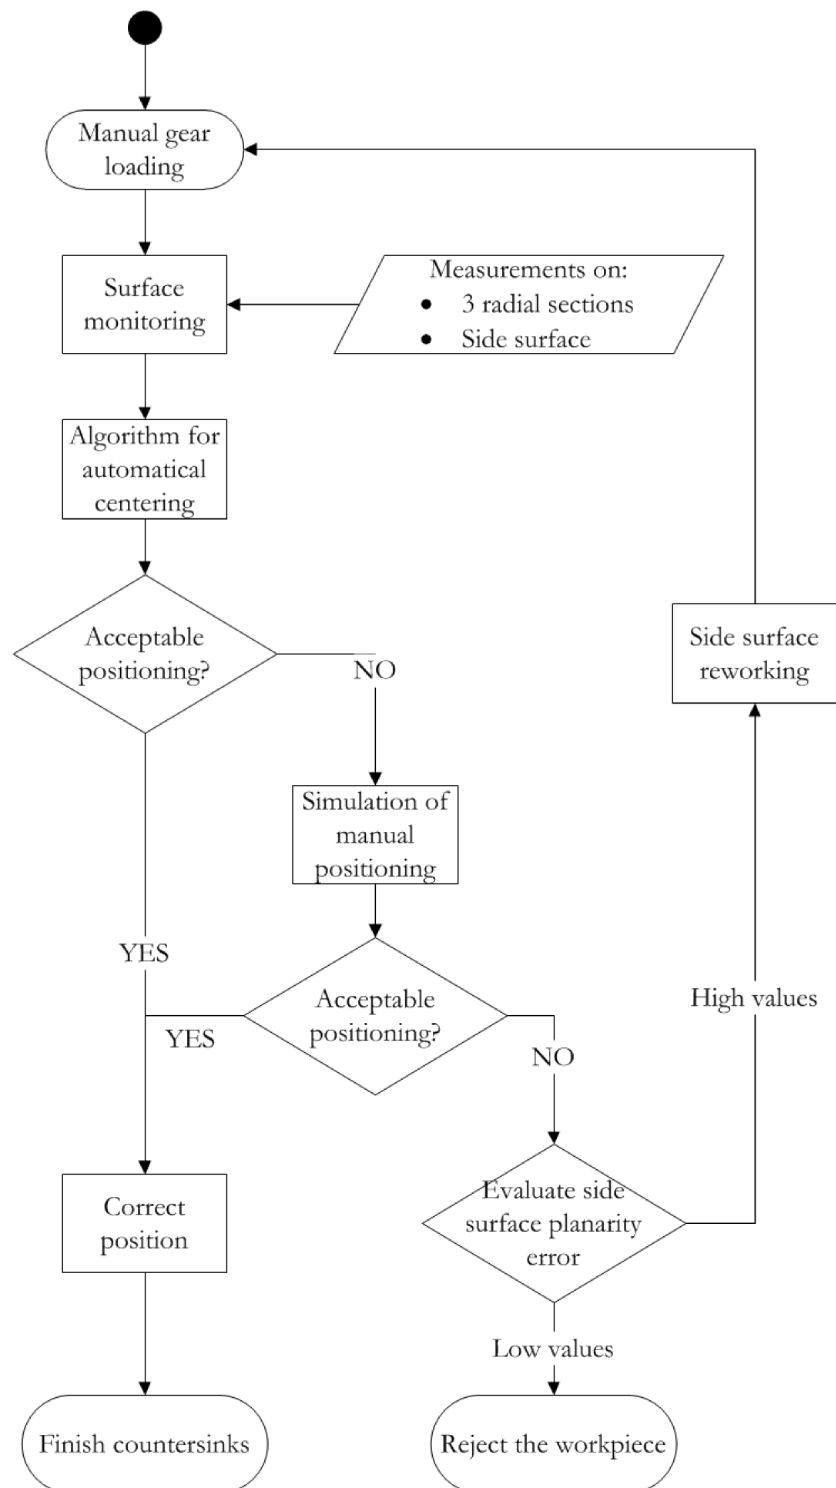 Manual gear
loading
Measurements on:
• 3 radial sections
• Side surface
Surface
monitoring
Algorithm for
automatical
centering
Acceptable
positioning?
NO
Side surface
reworking
Simulation of
manual
positioning
YES
Acceptable
positioning?
YES
NO
High values
Evaluate side
surface planarity
error
Correct
position
Low values
Finish countersinks
Reject the workpiece